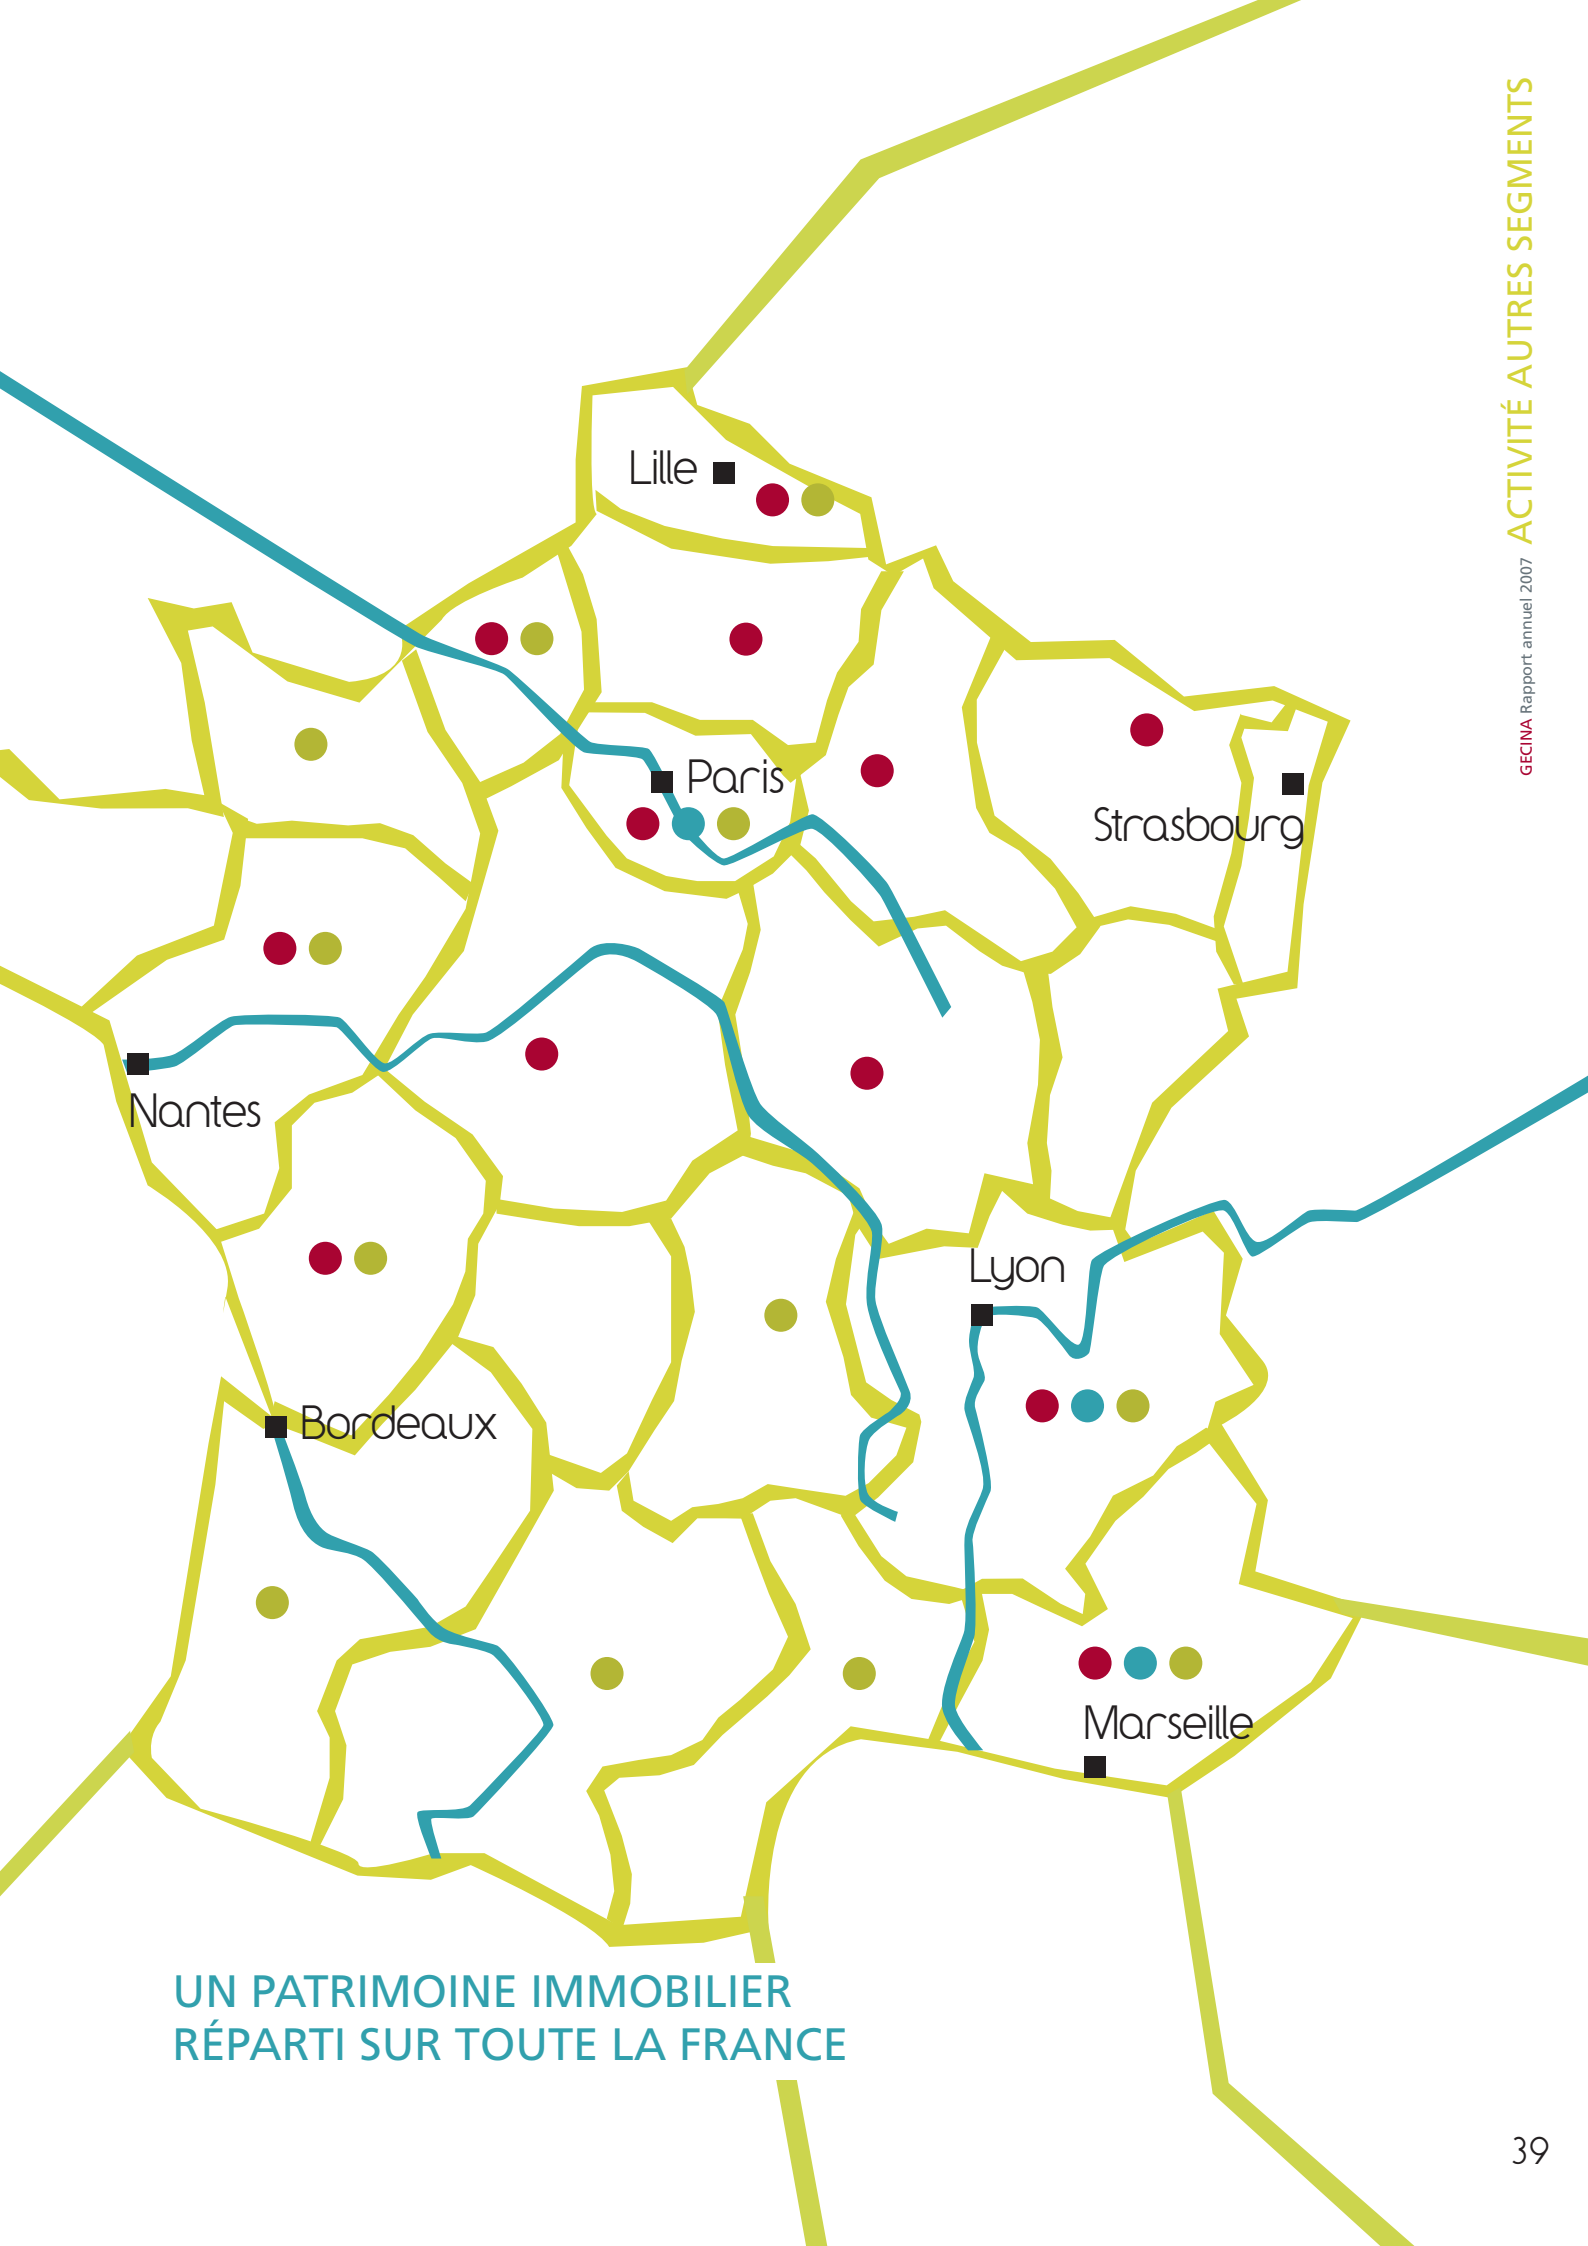 ACTIVITÉ AUTRES SEGMENTS
GECINA Rapport annuel 2007
Lille
Paris
Strasbourg
Nantes
Lyon
Bordeaux
Marseille
UN PATRIMOINE IMMOBILIER
RÉPARTI SUR TOUTE LA FRANCE
39